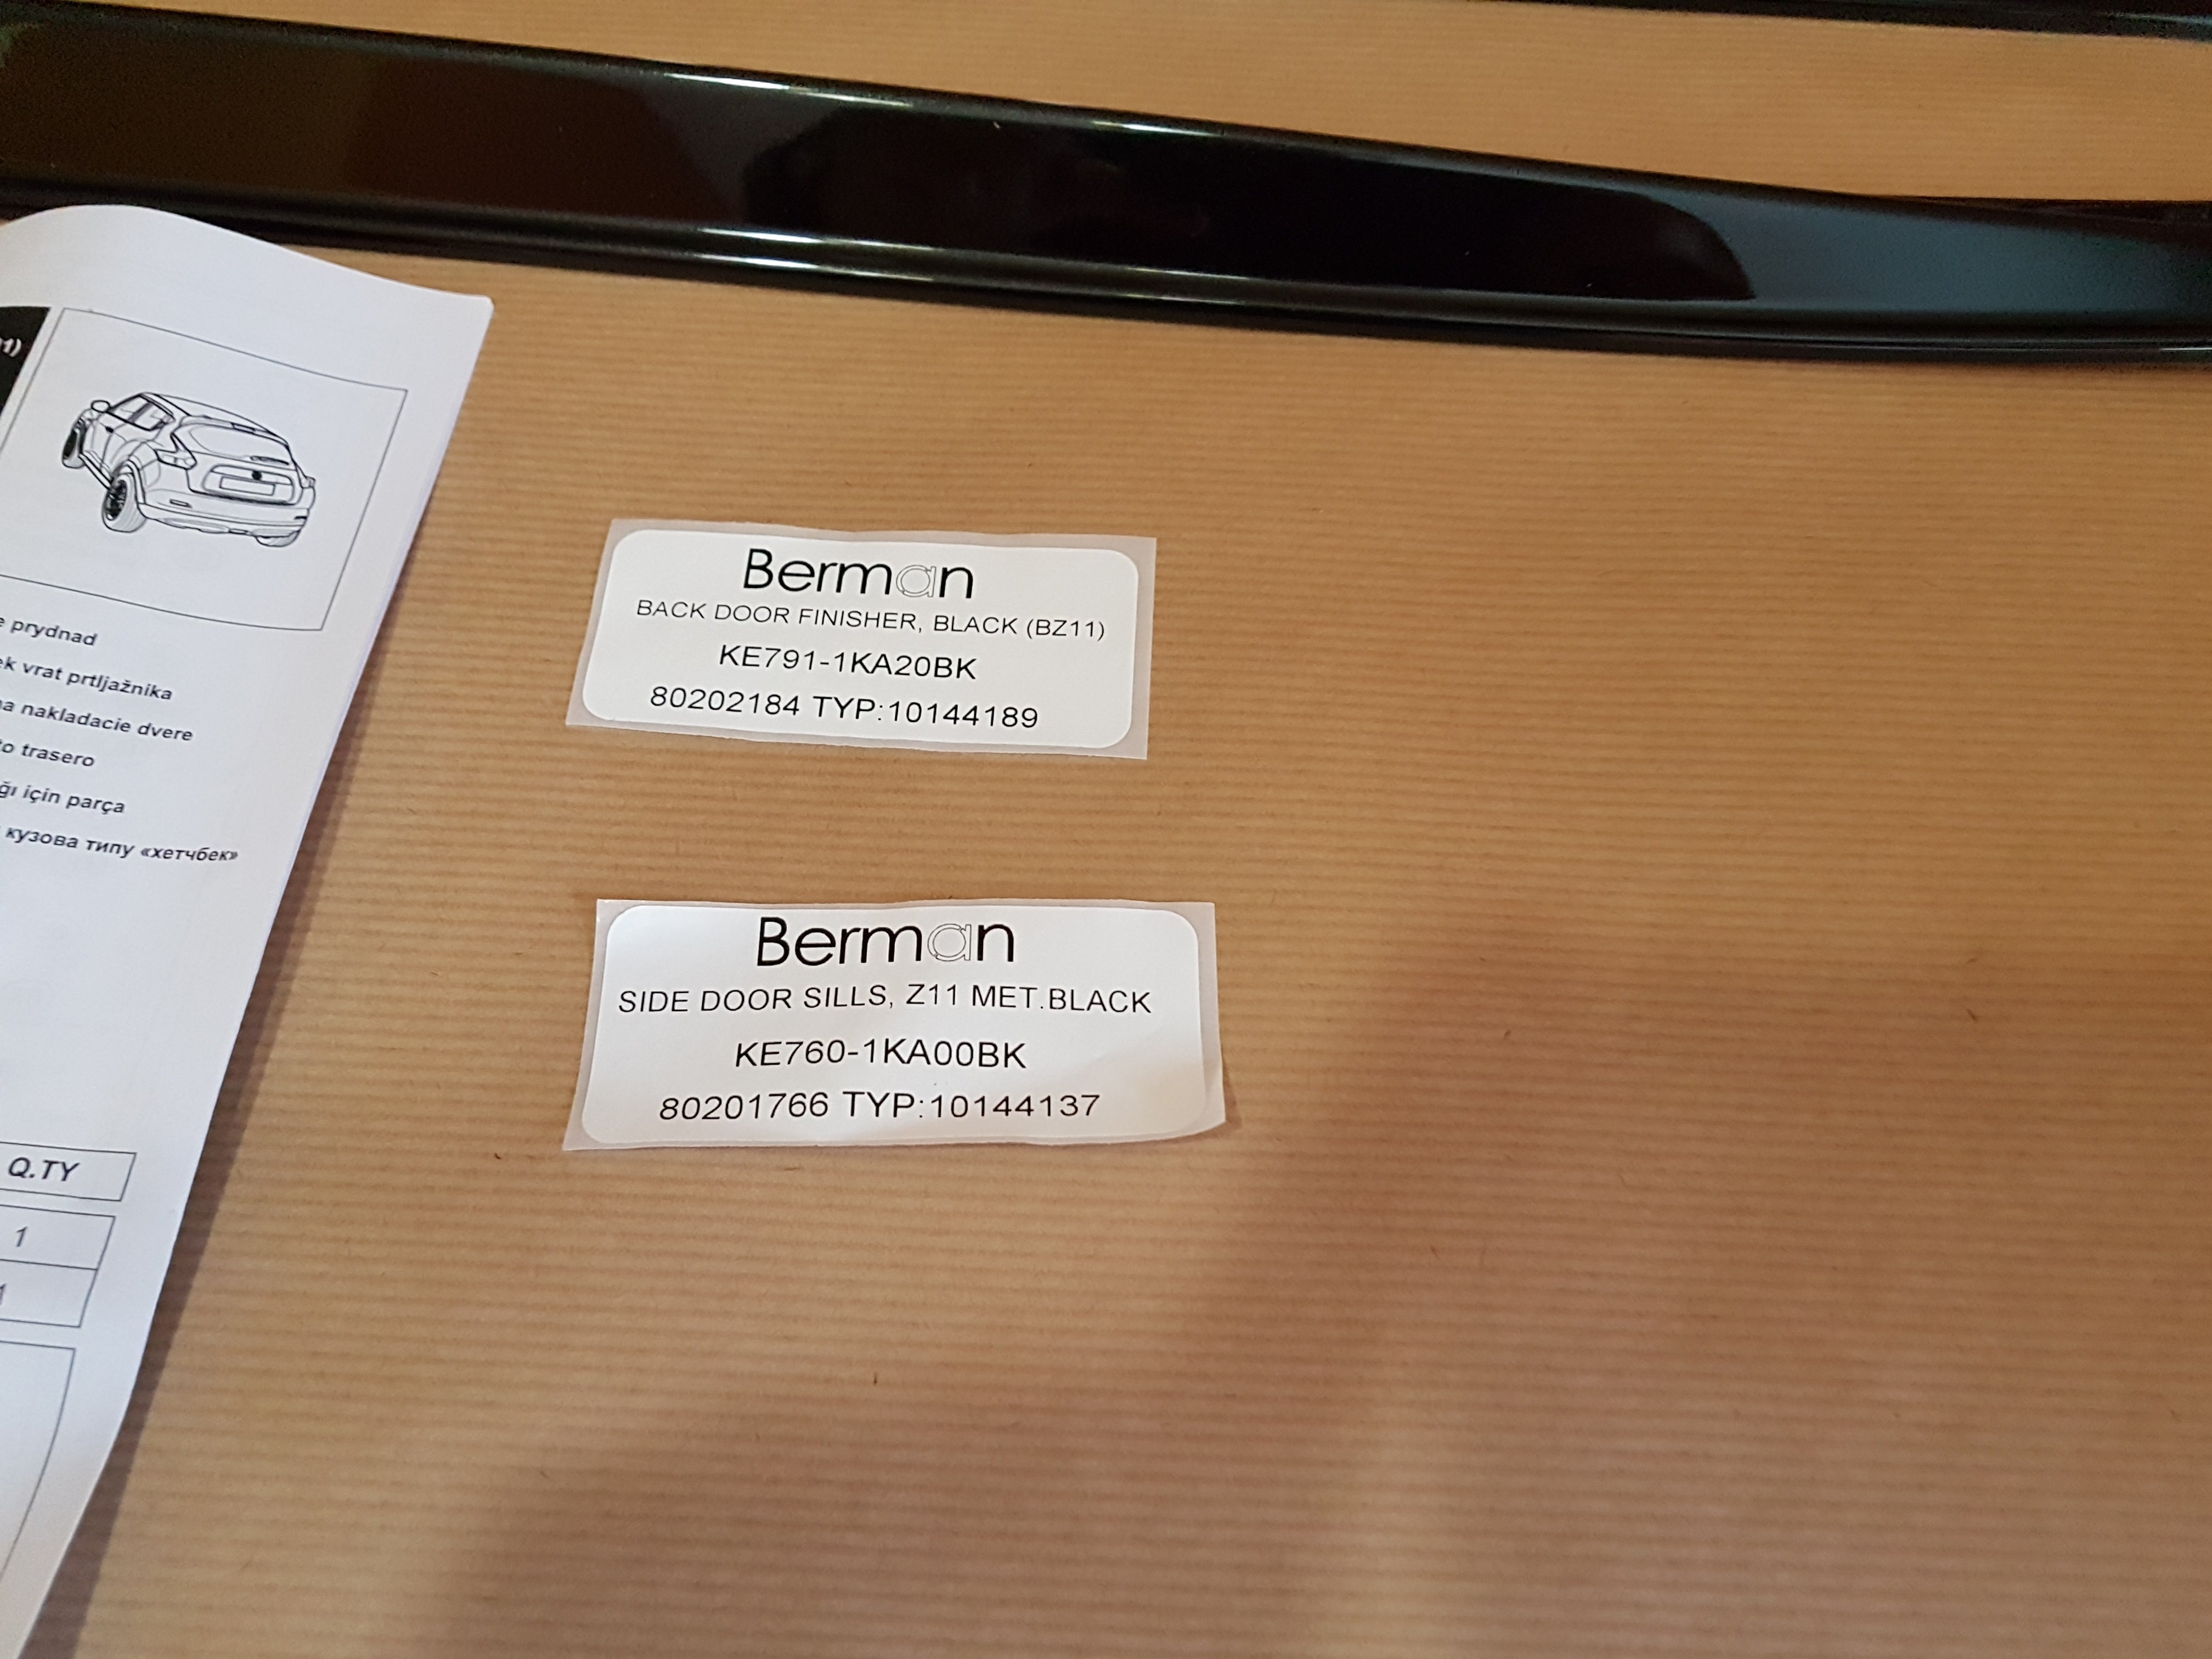 prydnad
vrat prtljažnika
nakladacie dvere
trasero
için parça
кузова типу «хетчбек»
Q.TY
1
1
Berman
BACK DOOR FINISHER, BLACK (BZ11)
KE791-1KA20BK
80202184 TYP:10144189
Berman
SIDE DOOR SILLS, Z11 MET.BLACK
KE760-1KA00BK
80201766 TYP:10144137